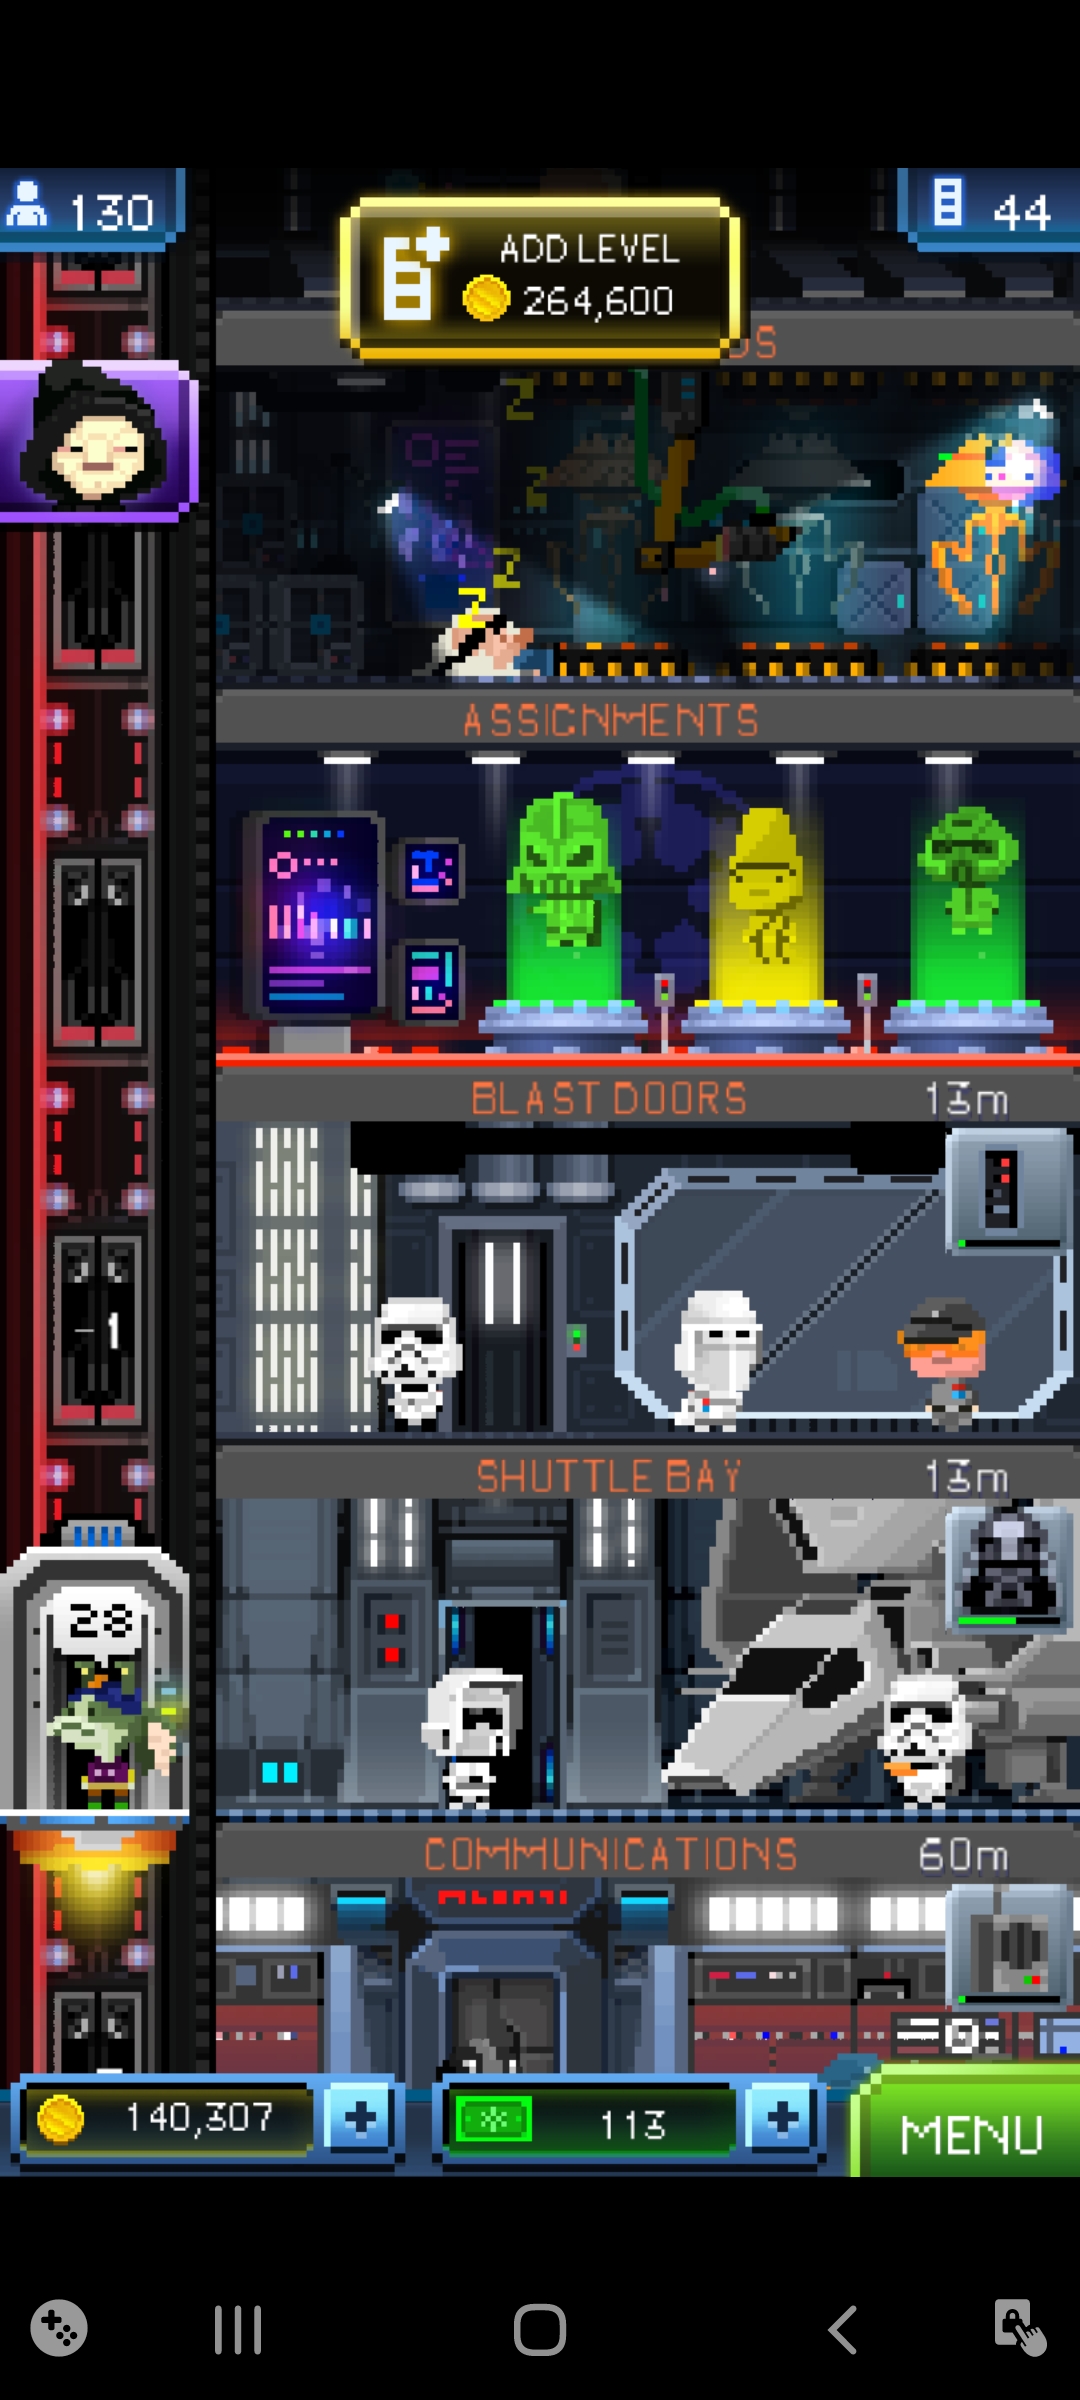 130
ADD LEVEL
264,600
44
Z
Z
Z
Z
ASSIGNMENTS
BLAST DOORS 13m
-1
SHUTTLE BAY 13m
28
COMMUNICATIONS 60m
140,307
113
MENU